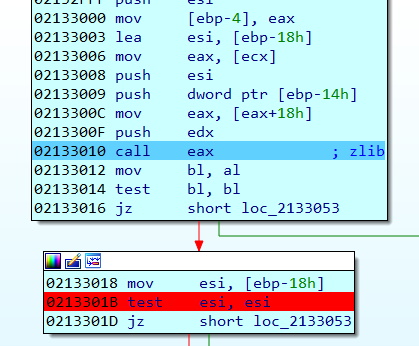 02132FFF push    esi
02133000 mov     [ebp-4], eax
02133003 lea     esi, [ebp-18h]
02133006 mov     eax, [ecx]
02133008 push    esi
02133009 push    dword ptr [ebp-14h]
0213300C mov     eax, [eax+18h]
0213300F push    edx
02133010 call    eax             ; zlib
02133012 mov     bl, al
02133014 test    bl, bl
02133016 jz      short loc_2133053
02133018 mov     esi, [ebp-18h]
0213301B test    esi, esi
0213301D jz      short loc_2133053